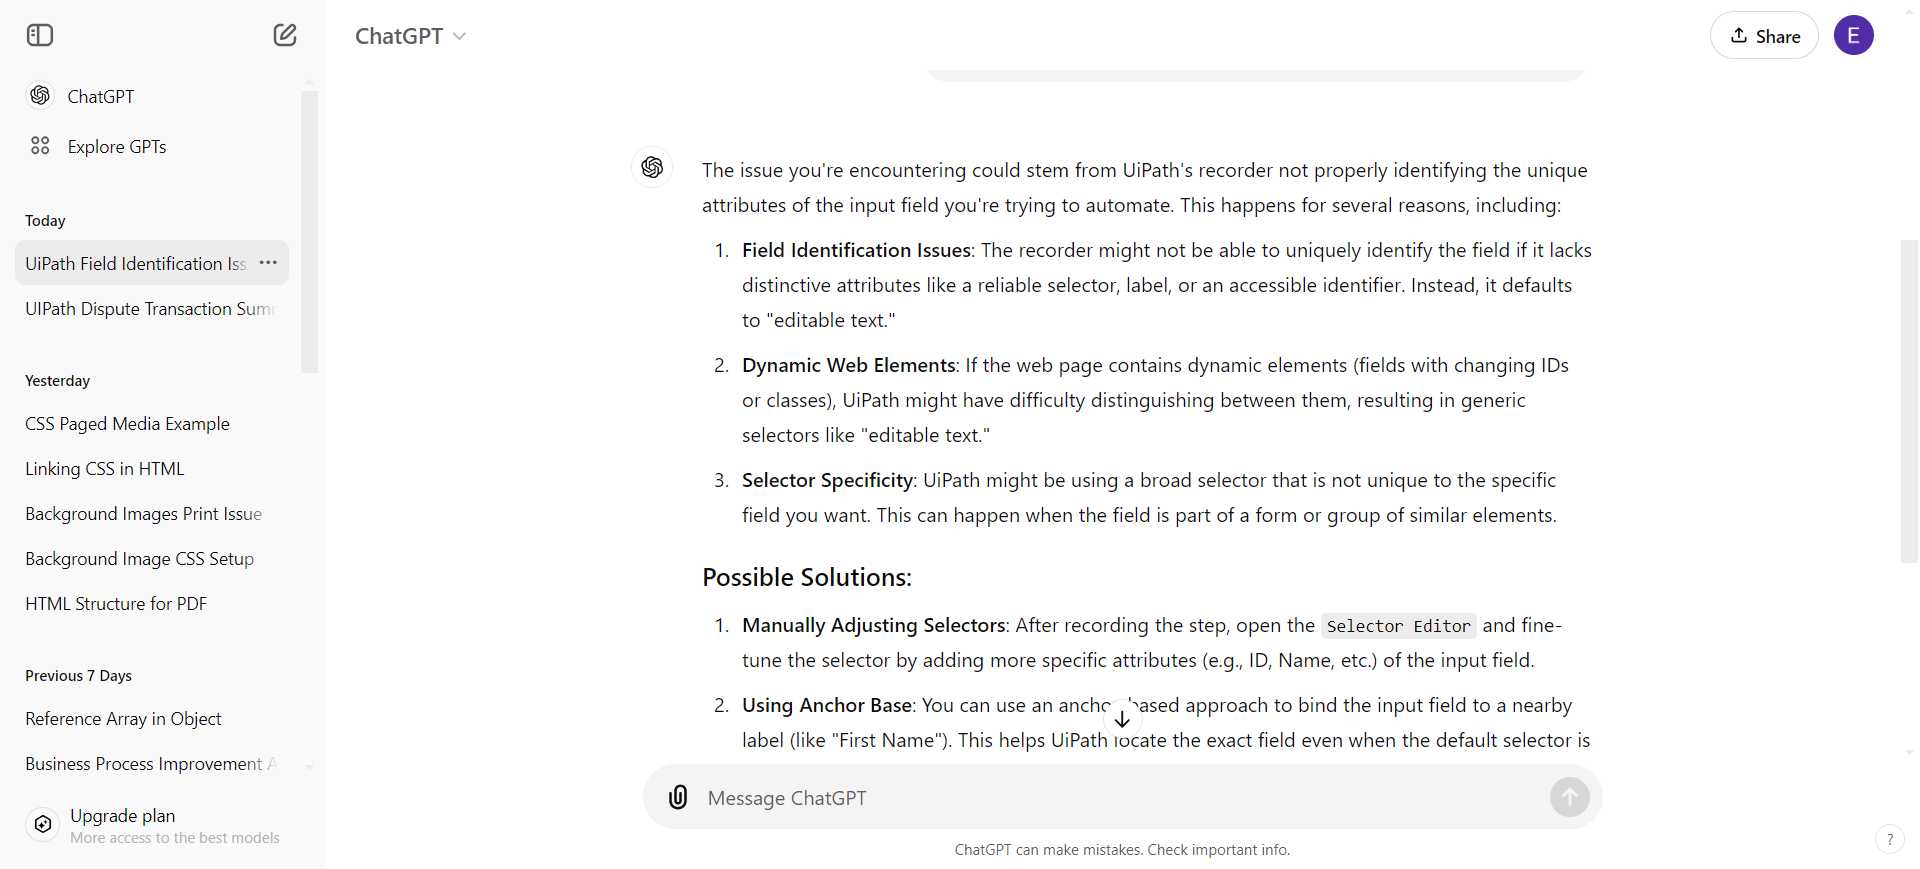 ChatGPT
Share
E
ChatGPT
Explore GPTs
Today
UiPath Field Identification Iss
UIPath Dispute Transaction Sum
Yesterday
CSS Paged Media Example
Linking CSS in HTML
Background Images Print Issue
Background Image CSS Setup
HTML Structure for PDF
Previous 7 Days
Reference Array in Object
Business Process Improvement A
Upgrade plan
More access to the best models
The issue you're encountering could stem from UiPath's recorder not properly identifying the unique
attributes of the input field you're trying to automate. This happens for several reasons, including:
1. Field Identification Issues: The recorder might not be able to uniquely identify the field if it lacks
distinctive attributes like a reliable selector, label, or an accessible identifier. Instead, it defaults
to "editable text."
2. Dynamic Web Elements: If the web page contains dynamic elements (fields with changing IDs
or classes), UiPath might have difficulty distinguishing between them, resulting in generic
selectors like "editable text."
3. Selector Specificity: UiPath might be using a broad selector that is not unique to the specific
field you want. This can happen when the field is part of a form or group of similar elements.
Possible Solutions:
1. Manually Adjusting Selectors: After recording the step, open the Selector Editor and fine-
tune the selector by adding more specific attributes (e.g., ID, Name, etc.) of the input field.
2. Using Anchor Base: You can use an anchor-based approach to bind the input field to a nearby
label (like "First Name"). This helps UiPath locate the exact field even when the default selector is
Message ChatGPT
ChatGPT can make mistakes. Check important info.
?